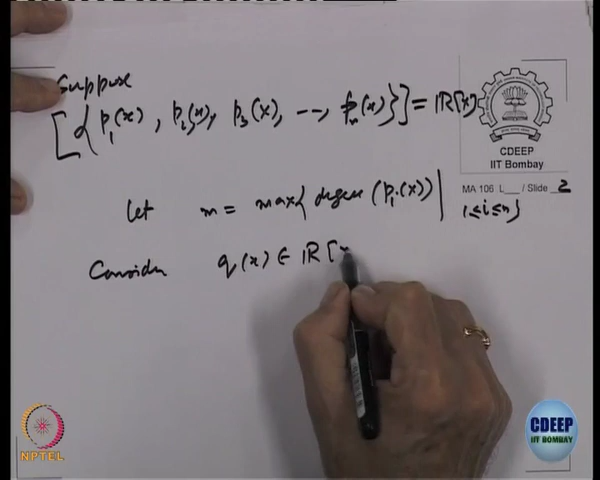 Suppose
[{p₁(x), p₂(x), p₃(x), --, pₙ(x)}] = ℝ[x]
CDEEP
IIT Bombay
MA 106 L___ / Slide 2
Let m = max{degree (pᵢ(x)) | 1≤i≤n}
Consider q(x) ∈ ℝ[x
NPTEL
CDEEP
IIT BOMBAY